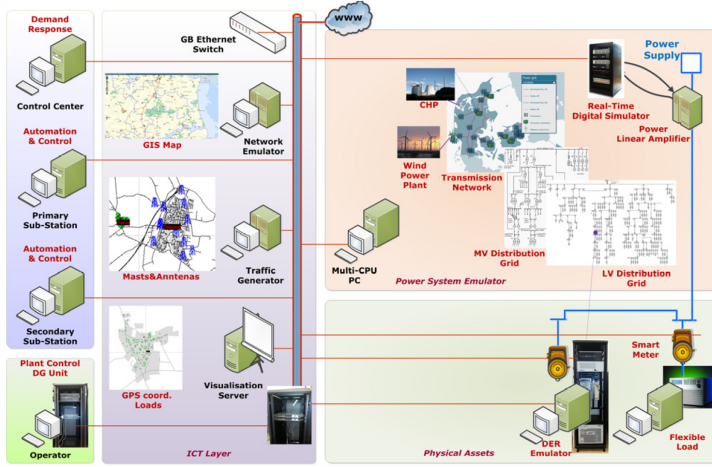 Demand
Response
Control Center
Automation
& Control
Primary
Sub-Station
Automation
& Control
Secondary
Sub-Station
Plant Control
DG Unit
Operator
GB Ethernet
Switch
GIS Map
Network
Emulator
Masts&Anntenas
Traffic
Generator
GPS coord.
Loads
Visualisation
Server
ICT Layer
www
CHP
Wind
Power
Plant
Transmission
Network
Multi-CPU
PC
MV Distribution
Grid
LV Distribution
Grid
Real-Time
Digital Simulator
Power
Supply
Power
Linear Amplifier
Power System Emulator
Smart
Meter
DER
Emulator
Flexible
Load
Physical Assets